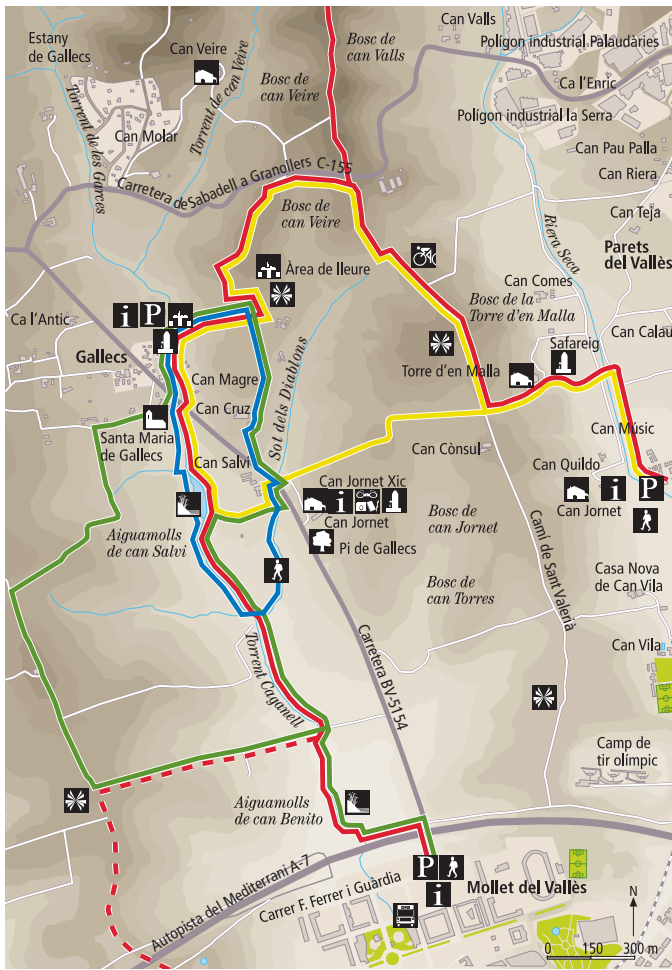 Estany
de Gallecs
Can Veire
Torrent de can Veire
Torrent de les Garces
Can Molar
Bosc de
can Veire
Bosc de
can Valls
Can Valls
Polígon industrial Palaudàries
Ca l'Enric
Polígon industrial la Serra
Can Pau Palla
Can Riera
Can Teja
Riera Seca
Parets
del Vallès
Carretera de Sabadell a Granollers C-155
Bosc de
can Veire
Àrea de lleure
Can Comes
Bosc de la
Torre d'en Malla
Safareig
Can Calau
Torre d'en Malla
i P
Ca l'Antic
Gallecs
Can Magre
Can Cruz
Sot dels Diablons
Santa Maria
de Gallecs
Can Salvi
Can Cònsul
Can Músic
Can Quildo
i P
Can Jornet
Can Jornet Xic
i
Can Jornet
Pi de Gallecs
Bosc de
can Jornet
Aiguamolls
de can Salvi
Bosc de
can Torres
Camí de Sant Valerià
Casa Nova
de Can Vila
Can Vila
Torrent Caganell
Carretera BV-5154
Camp de
tir olímpic
Aiguamolls
de can Benito
Autopista del Mediterrani A-7
P
i
Carrer F. Ferrer i Guàrdia
Mollet del Vallès
N
0 150 300 m